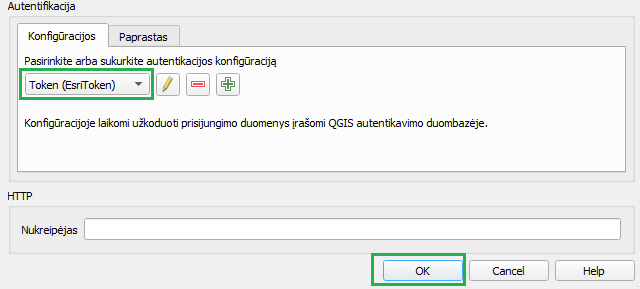 Autentifikacija
Konfigūracijos Paprastas
Pasirinkite arba sukurkite autentikacijos konfigūraciją
Token (EsriToken)
Konfigūracijoje laikomi užkoduoti prisijungimo duomenys įrašomi QGIS autentikavimo duombazėje.
HTTP
Nukreipėjas
OK Cancel Help